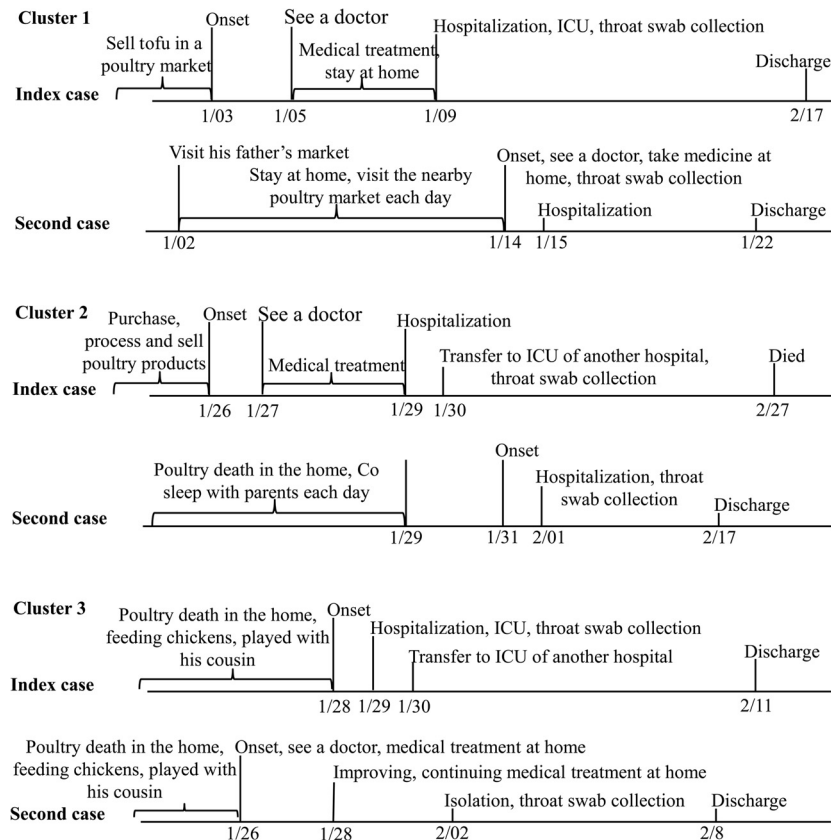 Cluster 1
Onset
See a doctor
Hospitalization, ICU, throat swab collection
Sell tofu in a
poultry market
Medical treatment,
stay at home
Discharge
Index case
1/03
1/05
1/09
2/17
Visit his father's market
Stay at home, visit the nearby
poultry market each day
Onset, see a doctor, take medicine at
home, throat swab collection
Hospitalization
Discharge
Second case
1/02
1/14
1/15
1/22
Cluster 2
Purchase,
process and sell
poultry products
Onset
See a doctor
Medical treatment
Hospitalization
Transfer to ICU of another hospital,
throat swab collection
Died
Index case
1/26
1/27
1/29
1/30
2/27
Poultry death in the home, Co
sleep with parents each day
Onset
Hospitalization, throat
swab collection
Discharge
Second case
1/29
1/31
2/01
2/17
Cluster 3
Poultry death in the home,
feeding chickens, played with
his cousin
Onset
Hospitalization, ICU, throat swab collection
Transfer to ICU of another hospital
Discharge
Index case
1/28
1/29
1/30
2/11
Poultry death in the home,
feeding chickens, played with
his cousin
Onset, see a doctor, medical treatment at home
Improving, continuing medical treatment at home
Isolation, throat swab collection
Discharge
Second case
1/26
1/28
2/02
2/8